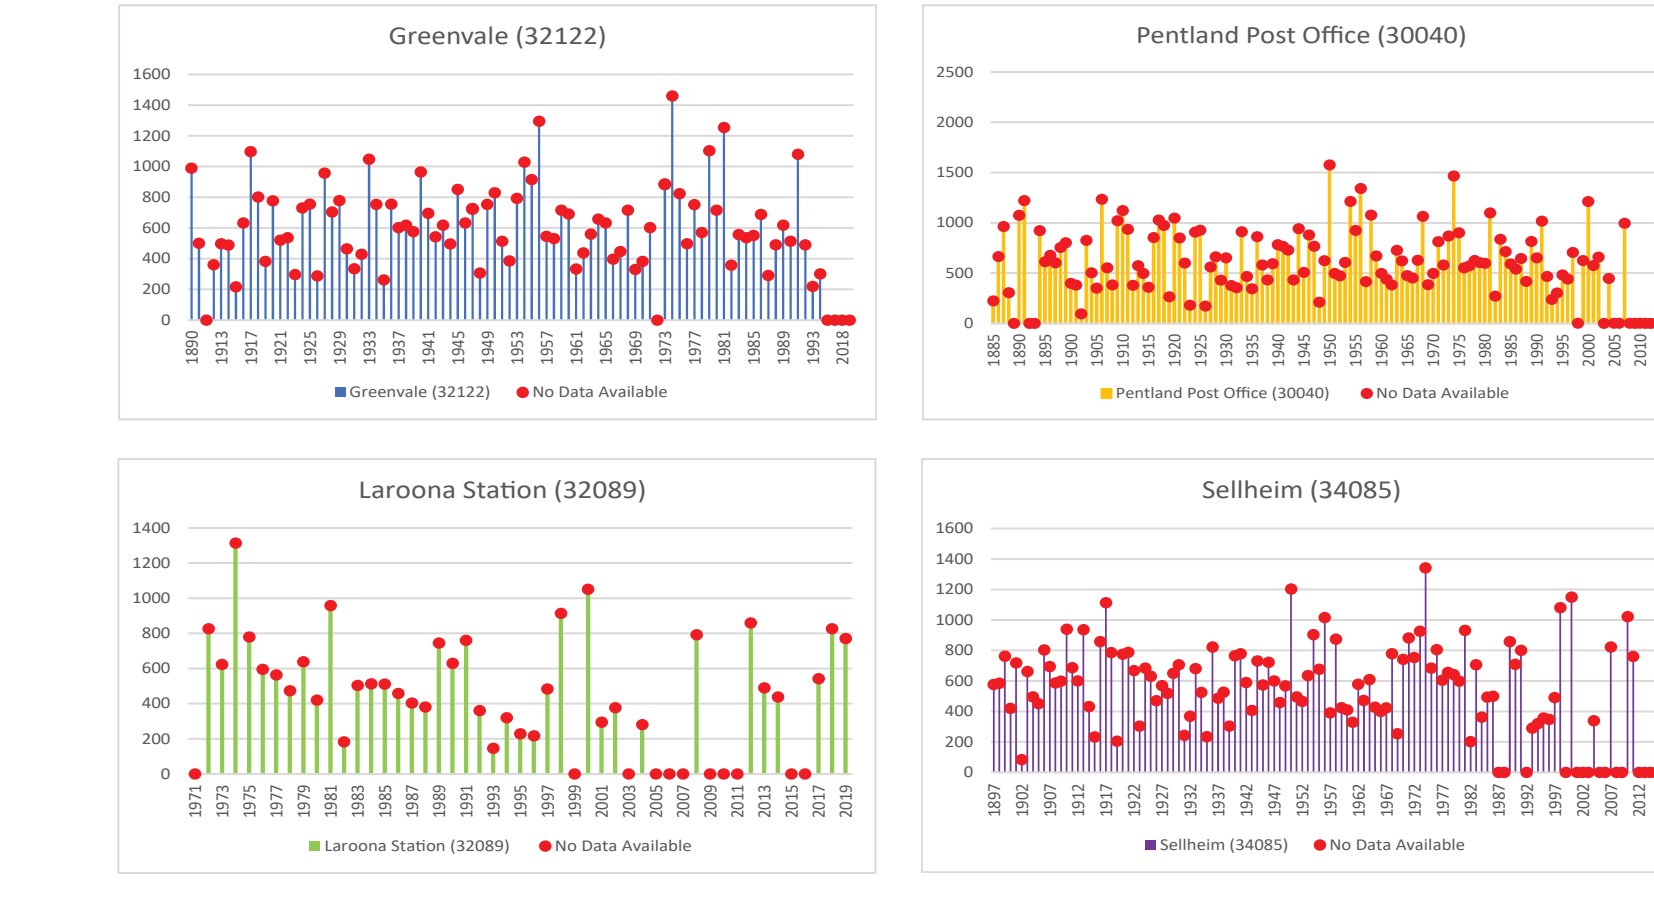 Greenvale (32122)
1600
1400
1200
1000
800
600
400
200
0
1890 1913 1917 1921 1925 1929 1933 1937 1941 1945 1949 1953 1957 1961 1965 1969 1973 1977 1981 1985 1989 1993 2018
Greenvale (32122) No Data Available
Pentland Post Office (30040)
2500
2000
1500
1000
500
0
1885 1890 1895 1900 1905 1910 1915 1920 1925 1930 1935 1940 1945 1950 1955 1960 1965 1970 1975 1980 1985 1990 1995 2000 2005 2010
Pentland Post Office (30040) No Data Available
Laroona Station (32089)
1400
1200
1000
800
600
400
200
0
1971 1973 1975 1977 1979 1981 1983 1985 1987 1989 1991 1993 1995 1997 1999 2001 2003 2005 2007 2009 2011 2013 2015 2017 2019
Laroona Station (32089) No Data Available
Sellheim (34085)
1600
1400
1200
1000
800
600
400
200
0
1897 1902 1907 1912 1917 1922 1927 1932 1937 1942 1947 1952 1957 1962 1967 1972 1977 1982 1987 1992 1997 2002 2007 2012
Sellheim (34085) No Data Available